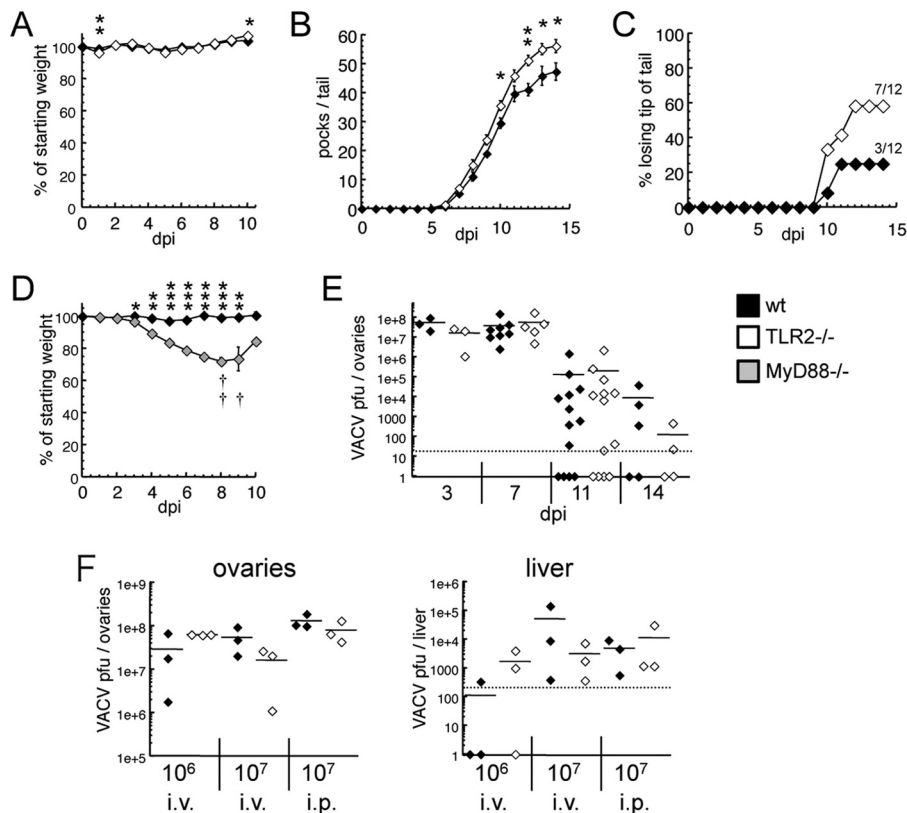 A
% of starting weight
100
80
60
40
20
0
**
*
0 2 4 6 8 10
dpi
B
pocks / tail
60
50
40
30
20
10
0
* ** * *
0 5 10 15
dpi
C
% losing tip of tail
100
80
60
40
20
0
7/12
3/12
0 5 10 15
dpi
D
% of starting weight
100
80
60
40
20
0
* ** *** *** *** *** **
†† †
0 2 4 6 8 10
dpi
E
VACV pfu / ovaries
1e+8
1e+7
1e+6
1e+5
1e+4
1000
100
10
1
3 7 11 14
dpi
wt
TLR2-/-
MyD88-/-
F
ovaries
VACV pfu / ovaries
1e+9
1e+8
1e+7
1e+6
1e+5
10⁶ 10⁷ 10⁷
i.v. i.v. i.p.
liver
VACV pfu / liver
1e+6
1e+5
1e+4
1000
100
10
1
10⁶ 10⁷ 10⁷
i.v. i.v. i.p.